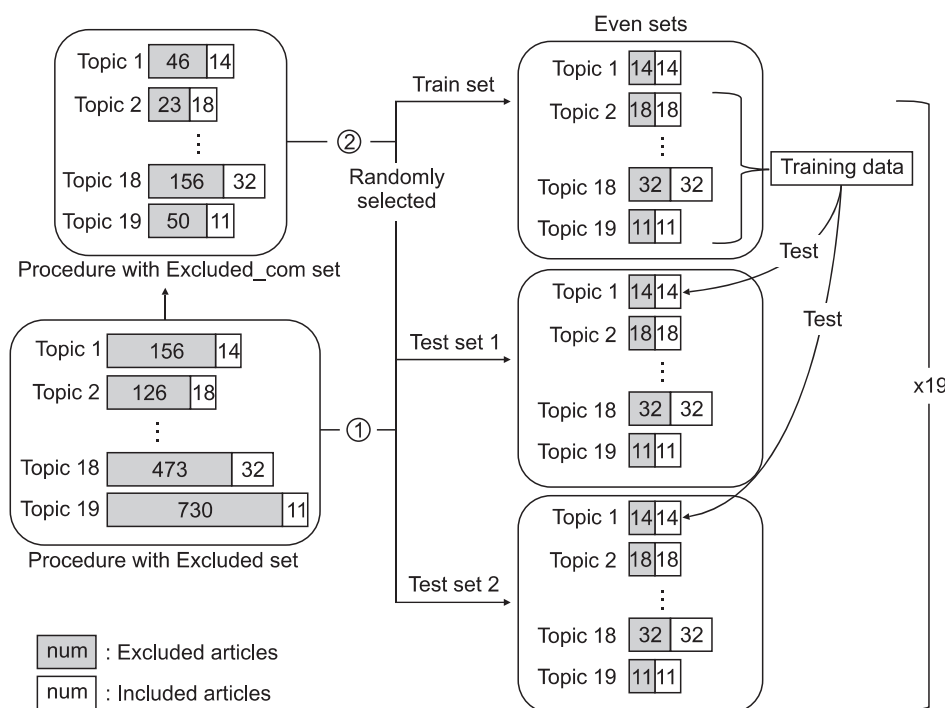 Topic 1 46 14
Topic 2 23 18
⋮
Topic 18 156 32
Topic 19 50 11
Procedure with Excluded_com set
Topic 1 156 14
Topic 2 126 18
⋮
Topic 18 473 32
Topic 19 730 11
Procedure with Excluded set
num : Excluded articles
num : Included articles
②
Randomly
selected
①
Train set
Test set 1
Test set 2
Even sets
Topic 1 14 14
Topic 2 18 18
⋮
Topic 18 32 32
Topic 19 11 11
Topic 1 14 14
Topic 2 18 18
⋮
Topic 18 32 32
Topic 19 11 11
Topic 1 14 14
Topic 2 18 18
⋮
Topic 18 32 32
Topic 19 11 11
Training data
Test
Test
x19